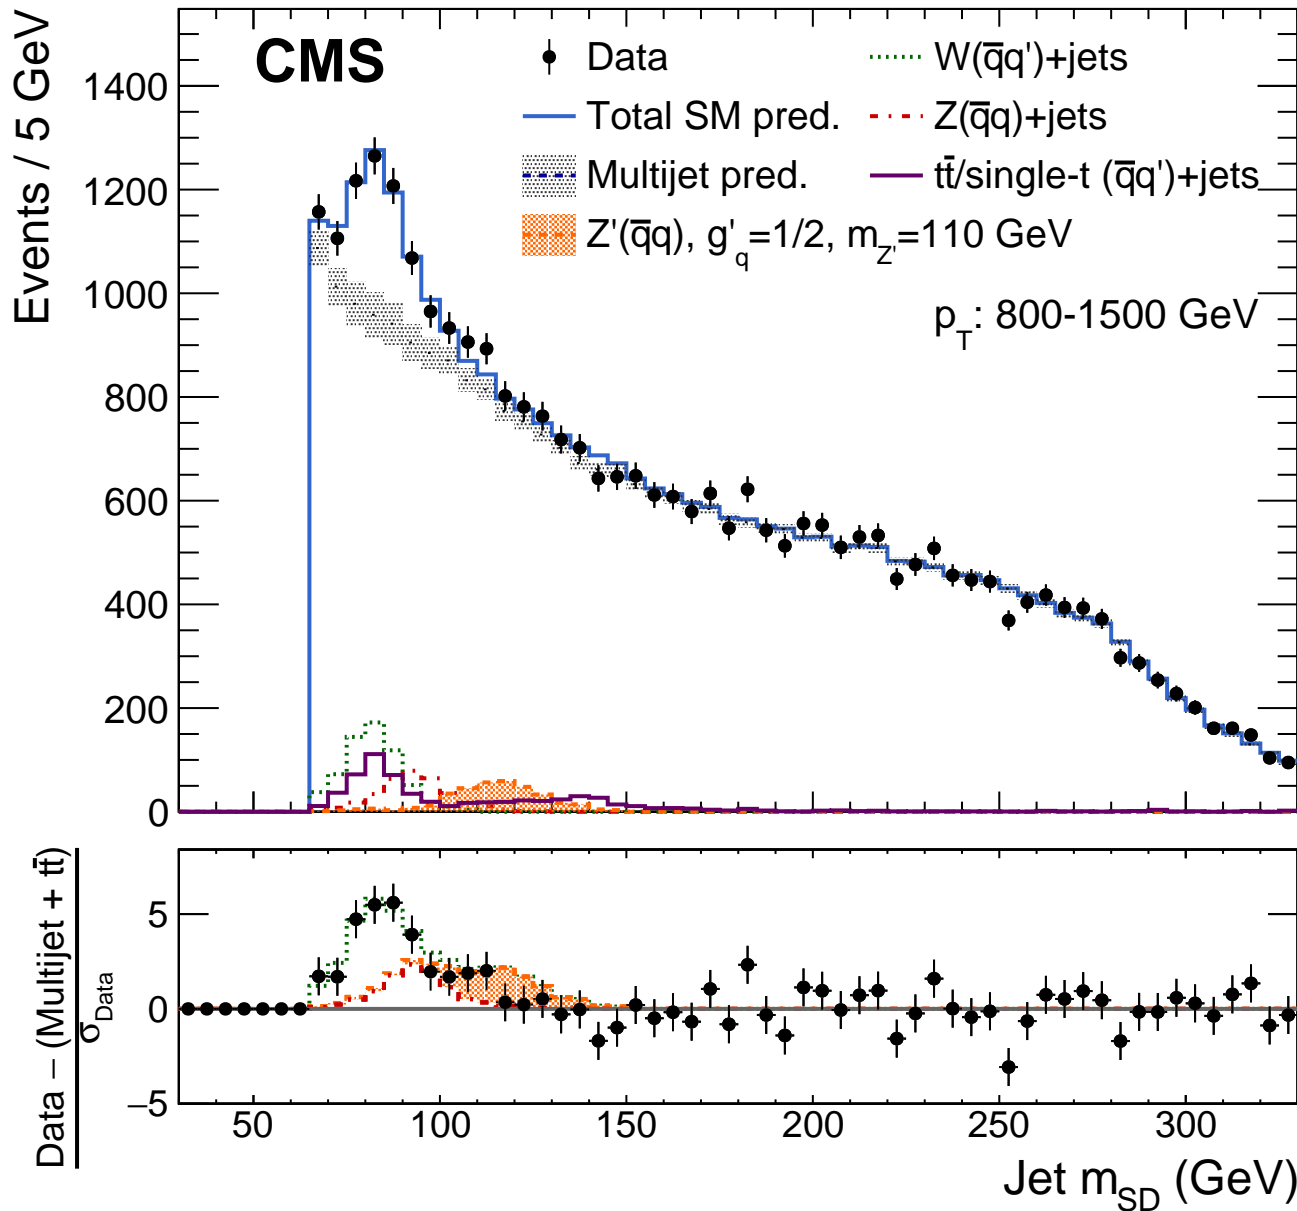 CMS
Events / 5 GeV
Data
Total SM pred.
Multijet pred.
Z'(q̅q), g'q=1/2, mZ'=110 GeV
W(q̅q')+jets
Z(q̅q)+jets
tt̅/single-t (q̅q')+jets
pT: 800-1500 GeV
1400
1200
1000
800
600
400
200
0
Data − (Multijet + tt̅)
σData
5
0
−5
50 100 150 200 250 300
Jet mSD (GeV)